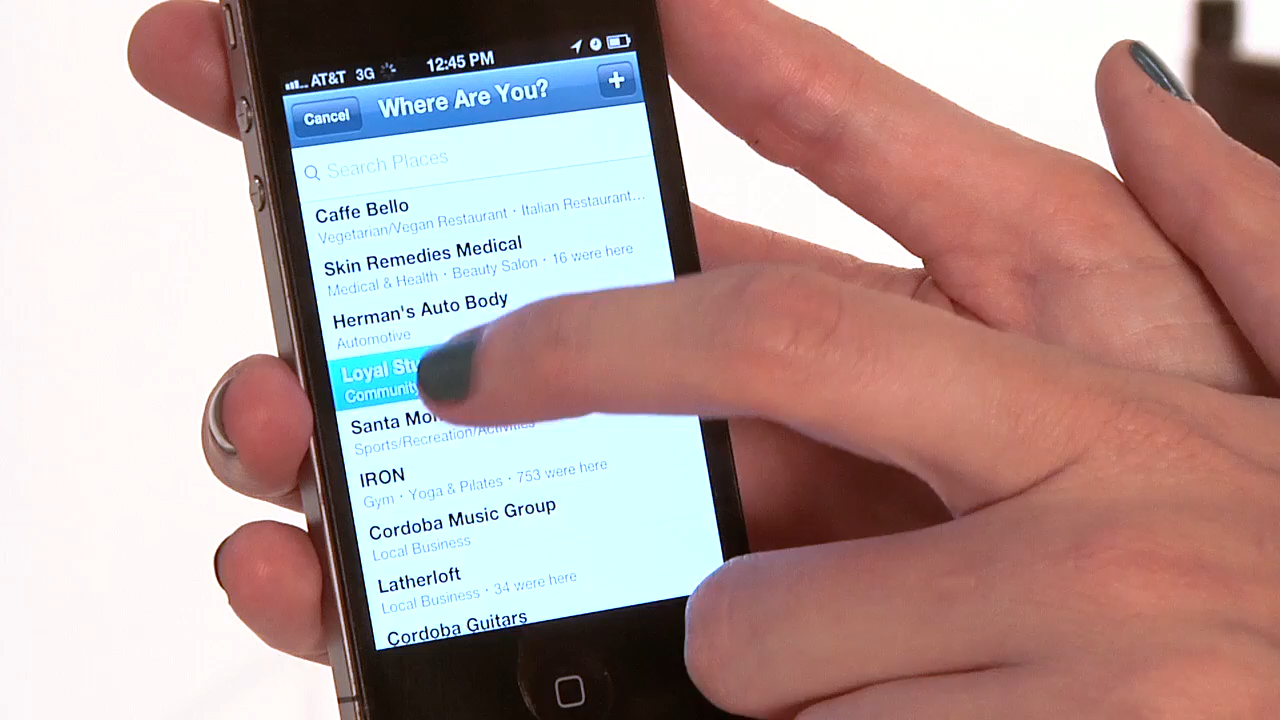 AT&T 3G 12:45 PM
Cancel Where Are You? +
Search Places
Caffe Bello
Vegetarian/Vegan Restaurant · Italian Restaurant...
Skin Remedies Medical
Medical & Health · Beauty Salon · 16 were here
Herman's Auto Body
Automotive
Loyal
Community
Santa
Sports/Recreation/Activities
IRON
Gym · Yoga & Pilates · 753 were here
Cordoba Music Group
Local Business
Latherloft
Local Business · 34 were here
Cordoba Guitars